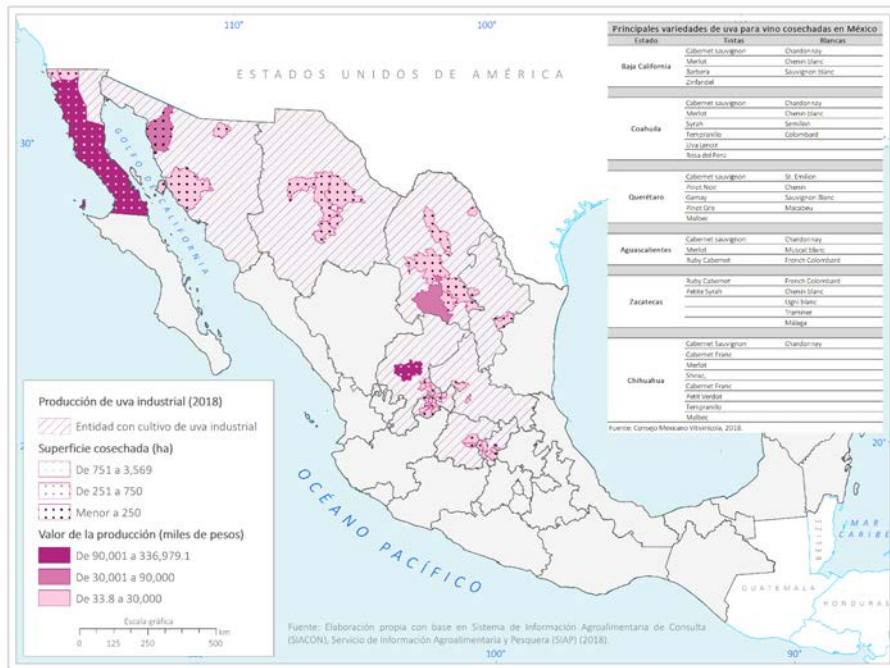 110°
100°
90°
ESTADOS UNIDOS DE AMÉRICA
30°
GOLFO DE CALIFORNIA
Principales variedades de uva para vino cosechadas en México
Estado Tintas Blancas
Baja California
Cabernet sauvignon Chardonnay
Merlot Chenin blanc
Barbera Sauvignon blanc
Zinfandel
Coahuila
Cabernet sauvignon Chardonnay
Merlot Chenin blanc
Syrah Semillon
Tempranillo Colombard
Uva Lenoir
Rosa del Perú
Querétaro
Cabernet sauvignon St. Emilion
Pinot Noir Chenin
Gamay Sauvignon Blanc
Pinot Gris Macabeu
Malbec
Aguascalientes
Cabernet sauvignon Chardonnay
Merlot Muscat blanc
Ruby Cabernet French Colombard
Zacatecas
Ruby Cabernet French Colombard
Petite Syrah Chenin blanc
Ugni blanc
Traminer
Málaga
Chihuahua
Cabernet Sauvignon Chardonnay
Cabernet Franc
Merlot
Shiraz,
Cabernet Franc
Petit Verdot
Tempranillo
Malbec
Fuente: Consejo Mexicano Vitivinícola, 2018.
Producción de uva industrial (2018)
Entidad con cultivo de uva industrial
Superficie cosechada (ha)
De 751 a 3,569
De 251 a 750
Menor a 250
Valor de la producción (miles de pesos)
De 90,001 a 336,979.1
De 30,001 a 90,000
De 33.8 a 30,000
Escala gráfica
km
0 125 250 500
OCÉANO PACÍFICO
20°
MAR
CARIBE
BELIZE
GUATEMALA
HONDURAS
Fuente: Elaboración propia con base en Sistema de Información Agroalimentaria de Consulta
(SIACON), Servicio de Información Agroalimentaria y Pesquera (SIAP) (2018).
100°
90°